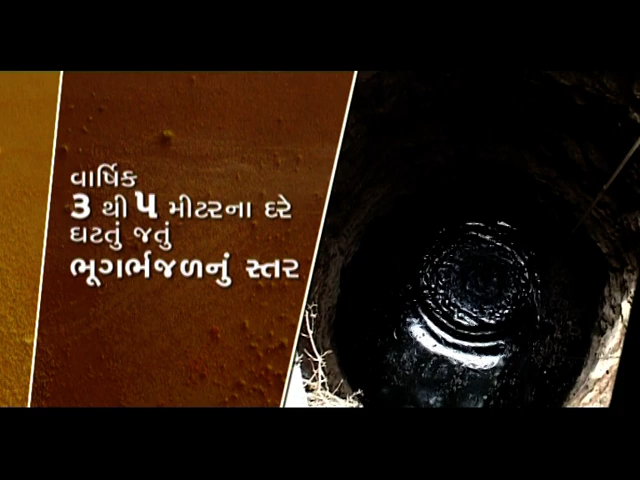 વાર્ષિક
૩ થી ૫ મીટરના દરે
ઘટતું જતું
ભૂગર્ભજળનું સ્તર